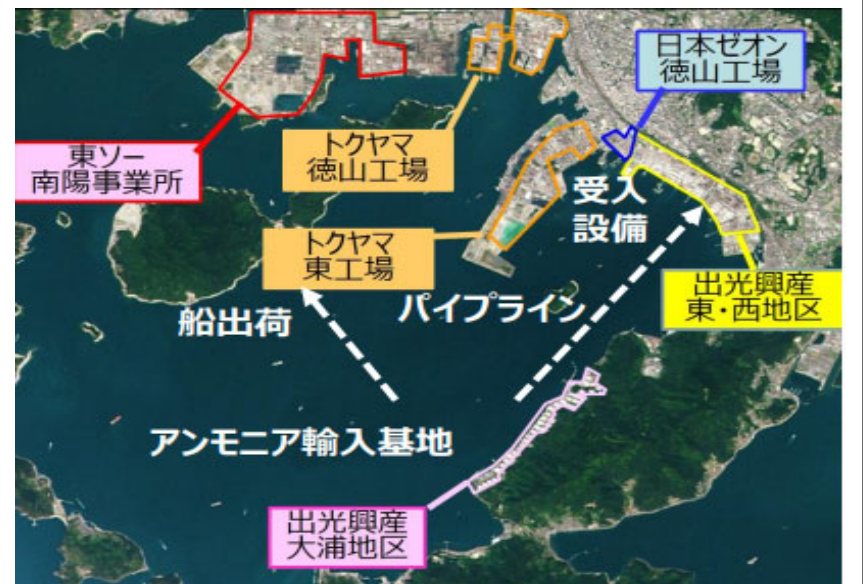 日本ゼオン
徳山工場
東ソー
南陽事業所
トクヤマ
徳山工場
受入
設備
トクヤマ
東工場
出光興産
東・西地区
船出荷
パイプライン
アンモニア輸入基地
出光興産
大浦地区